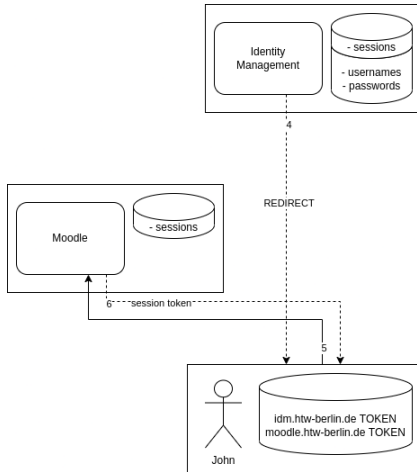 Identity
Management
- sessions
- usernames
- passwords
4
REDIRECT
Moodle
- sessions
6
session token
5
idm.htw-berlin.de TOKEN
moodle.htw-berlin.de TOKEN
John